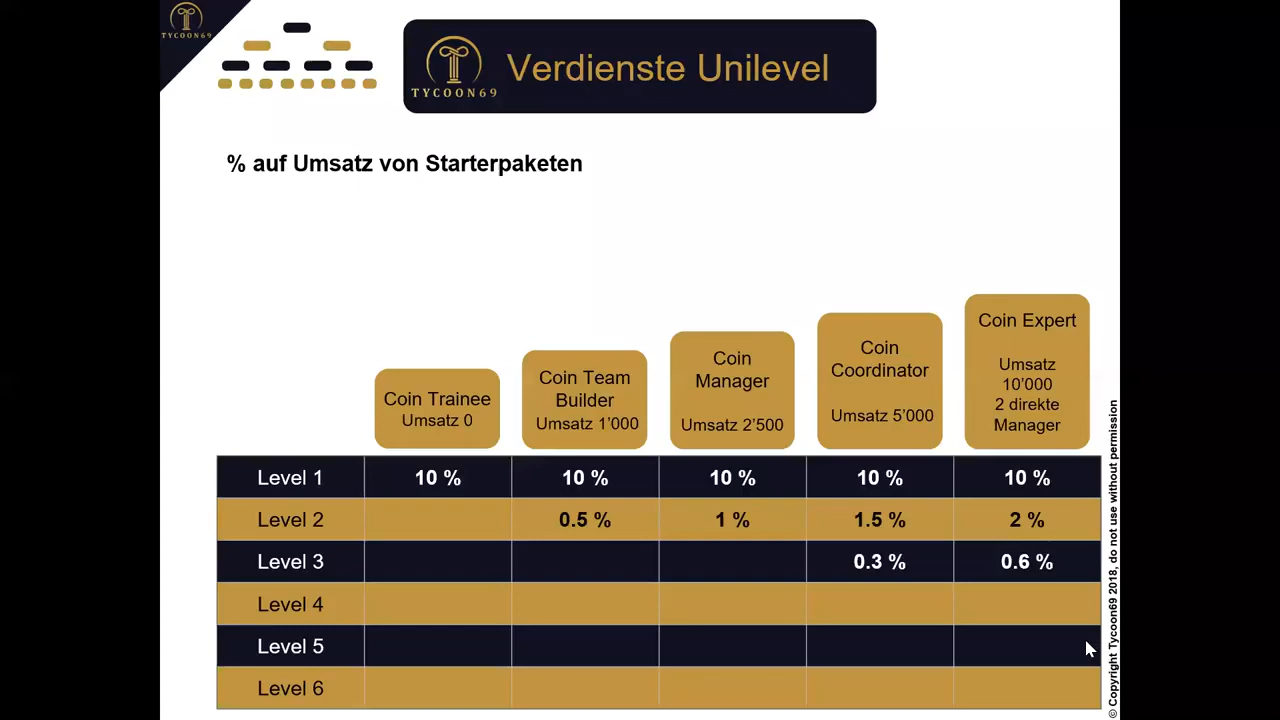 TYCOON69
TYCOON69
Verdienste Unilevel
% auf Umsatz von Starterpaketen
Coin Trainee
Umsatz 0
Coin Team
Builder
Umsatz 1’000
Coin
Manager
Umsatz 2’500
Coin
Coordinator
Umsatz 5’000
Coin Expert
Umsatz
10’000
2 direkte
Manager
Level 1 10 % 10 % 10 % 10 % 10 %
Level 2 0.5 % 1 % 1.5 % 2 %
Level 3 0.3 % 0.6 %
Level 4
Level 5
Level 6
© Copyright Tycoon69 2018, do not use without permission